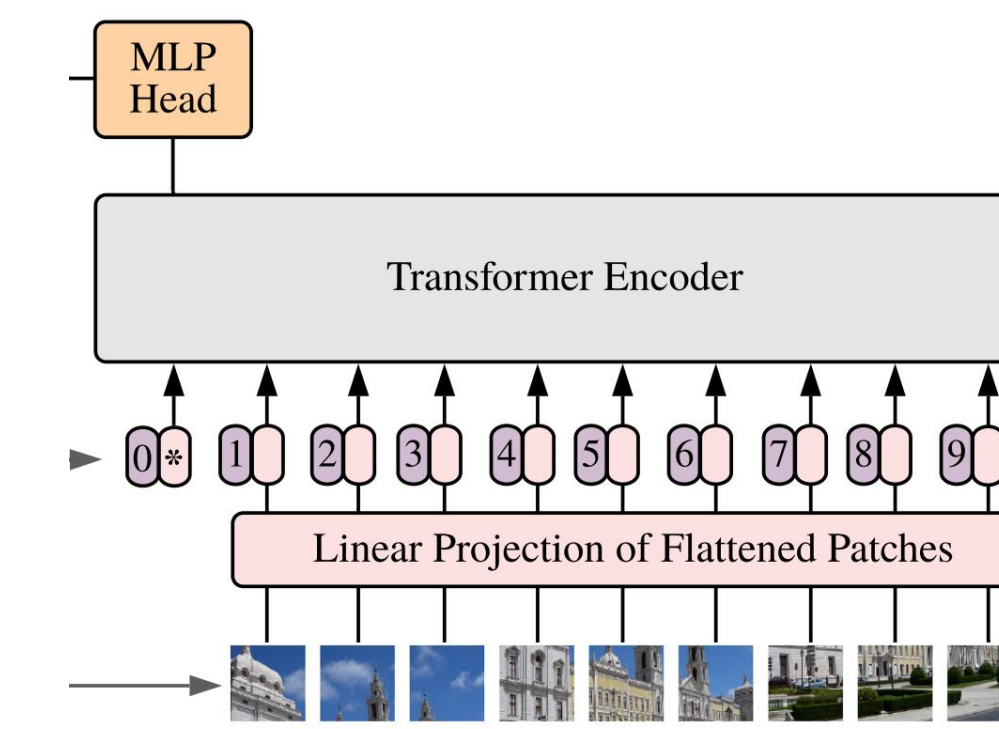 MLP
Head
Transformer Encoder
0 * 1 2 3 4 5 6 7 8 9
Linear Projection of Flattened Patches